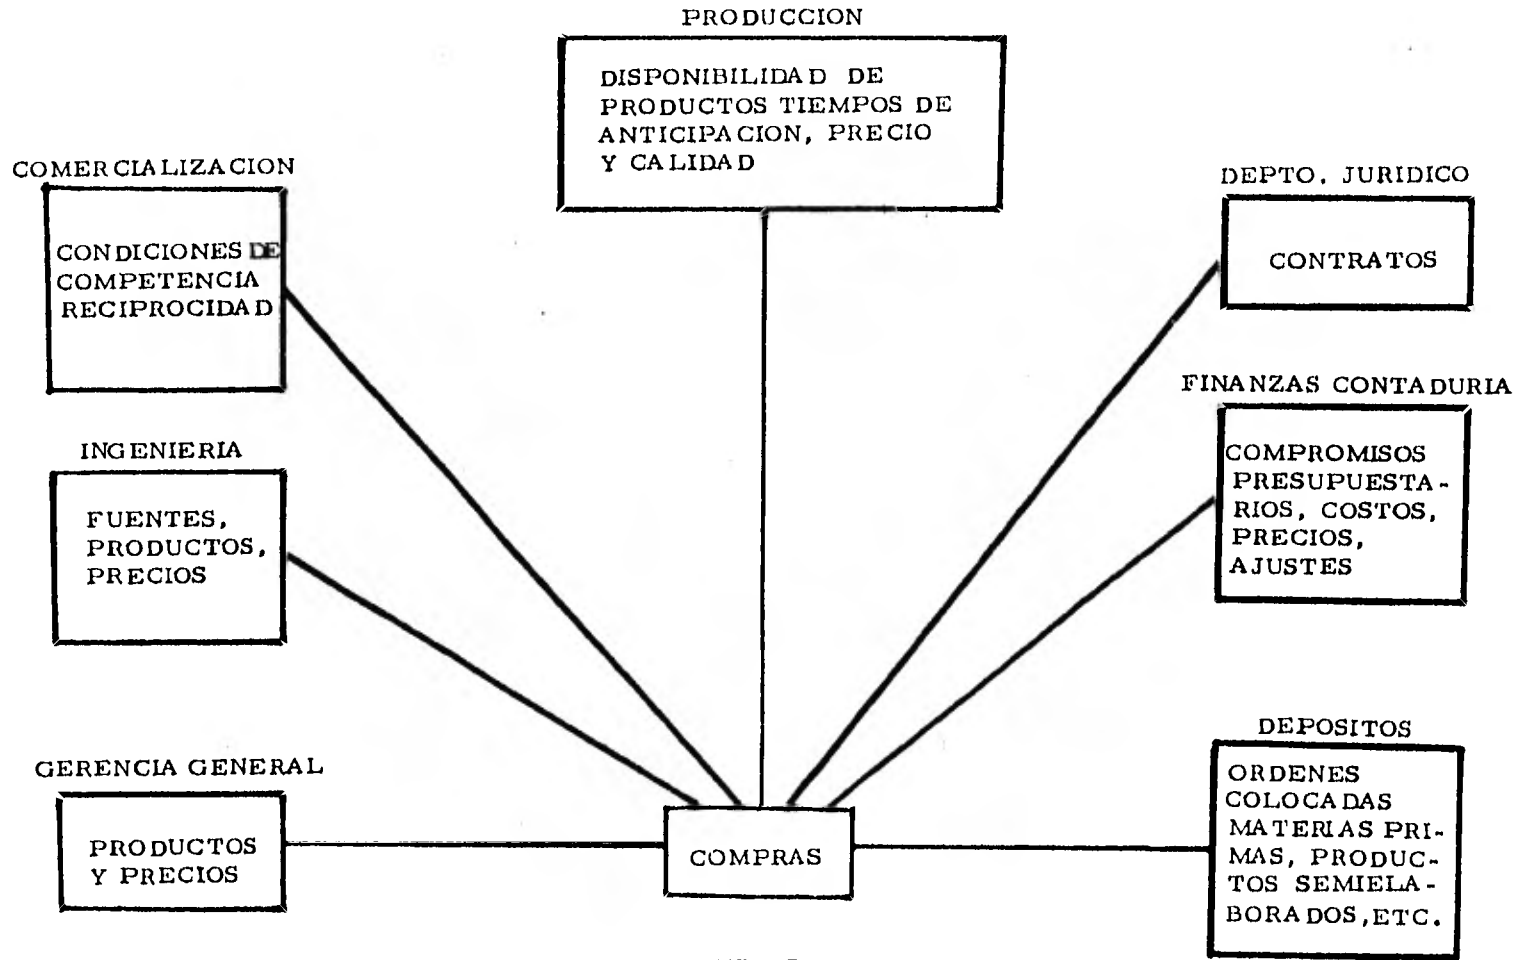 PRODUCCION
DISPONIBILIDAD DE
PRODUCTOS TIEMPOS DE
ANTICIPACION, PRECIO
Y CALIDAD
COMERCIALIZACION
CONDICIONES DE
COMPETENCIA
RECIPROCIDAD
DEPTO. JURIDICO
CONTRATOS
FINANZAS CONTADURIA
COMPROMISOS
PRESUPUESTA-
RIOS, COSTOS,
PRECIOS,
AJUSTES
INGENIERIA
FUENTES,
PRODUCTOS,
PRECIOS
GERENCIA GENERAL
PRODUCTOS
Y PRECIOS
COMPRAS
DEPOSITOS
ORDENES
COLOCADAS
MATERIAS PRI-
MAS, PRODUC-
TOS SEMIELA-
BORADOS, ETC.